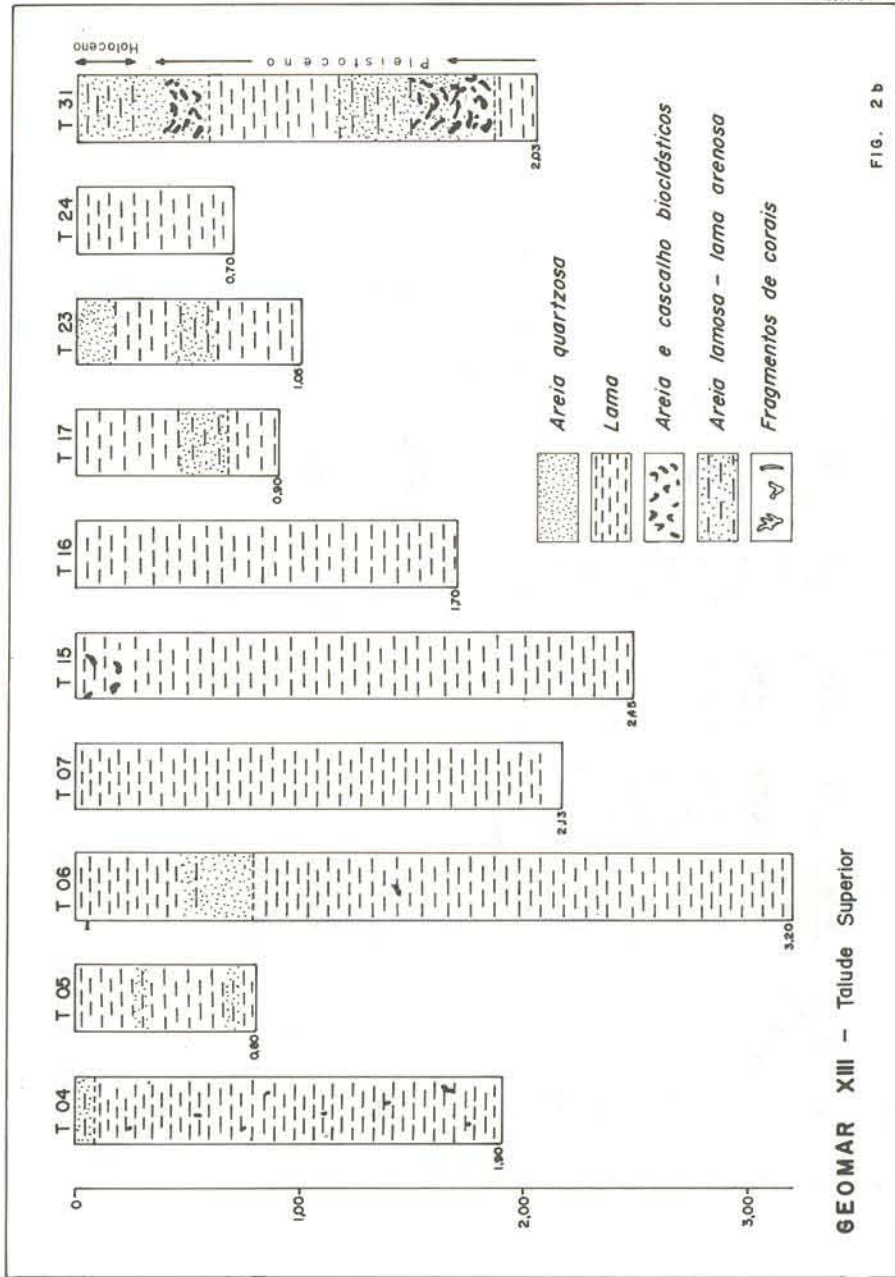 T 04 T 05 T 06 T 07 T 15 T 16 T 17 T 23 T 24 T 31
Holoceno
Pleistoceno
0
1,00
2,00
3,00
1,90
0,80
3,20
2,13
2,45
1,70
0,90
1,05
0,70
2,03
Areia quartzosa
Lama
Areia e cascalho bioclásticos
Areia lamosa – lama arenosa
Fragmentos de corais
GEOMAR XIII – Talude Superior
FIG. 2b